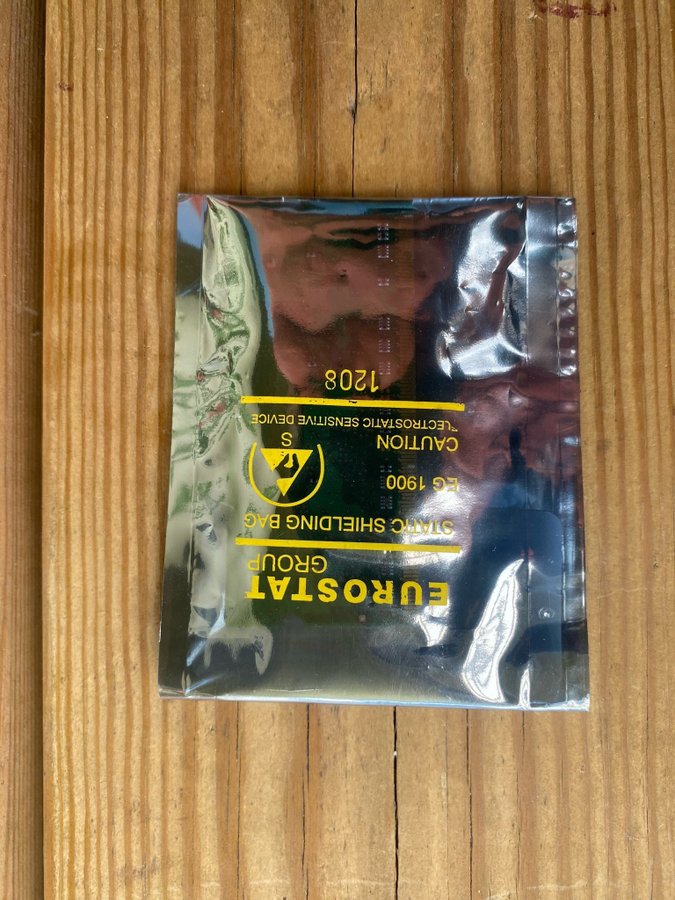 EUROSTAT
GROUP
STATIC SHIELDING BAG
EG 1900
CAUTION
ELECTROSTATIC SENSITIVE DEVICE
S
1208